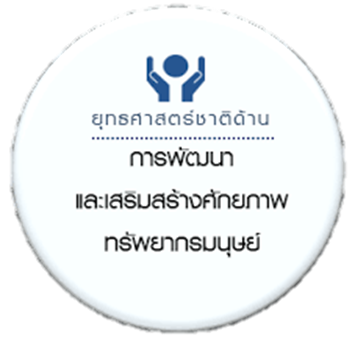 ยุทธศาสตร์ชาติด้าน
การพัฒนา
และเสริมสร้างศักยภาพ
ทรัพยากรมนุษย์